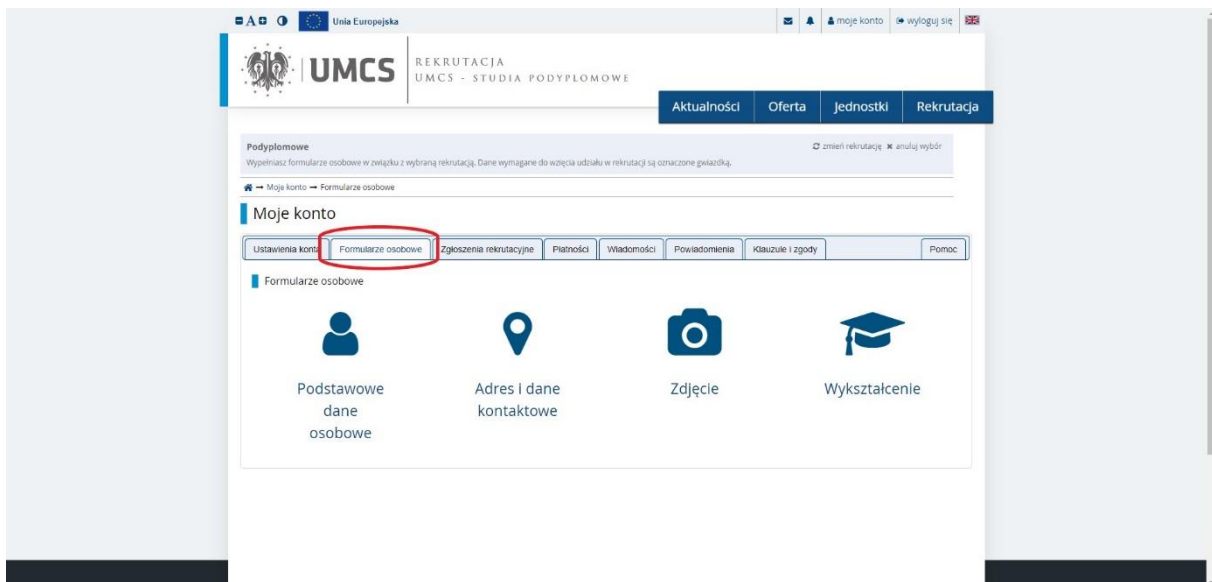 A Unia Europejska moje konto wyloguj się
UMCS
REKRUTACJA
UMCS - STUDIA PODYPLOMOWE
Aktualności Oferta Jednostki Rekrutacja
Podyplomowe zmień rekrutację anuluj wybór
Wypełniasz formularze osobowe w związku z wybraną rekrutacją. Dane wymagane do wzięcia udziału w rekrutacji są oznaczone gwiazdką.
→ Moje konto → Formularze osobowe
Moje konto
Ustawienia konta Formularze osobowe Zgłoszenia rekrutacyjne Płatności Wiadomości Powiadomienia Klauzule i zgody Pomoc
Formularze osobowe
Podstawowe dane osobowe
Adres i dane kontaktowe
Zdjęcie
Wykształcenie